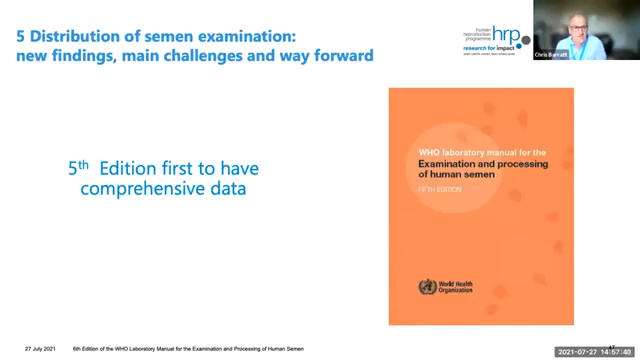 5 Distribution of semen examination:
new findings, main challenges and way forward
human
reproduction
programme
hrp
research for impact
Chris Barratt
5th Edition first to have
comprehensive data
WHO laboratory manual for the
Examination and processing
of human semen
FIFTH EDITION
World Health
Organization
27 July 2021
6th Edition of the WHO Laboratory Manual for the Examination and Processing of Human Semen
2021-07-27 14:57:40